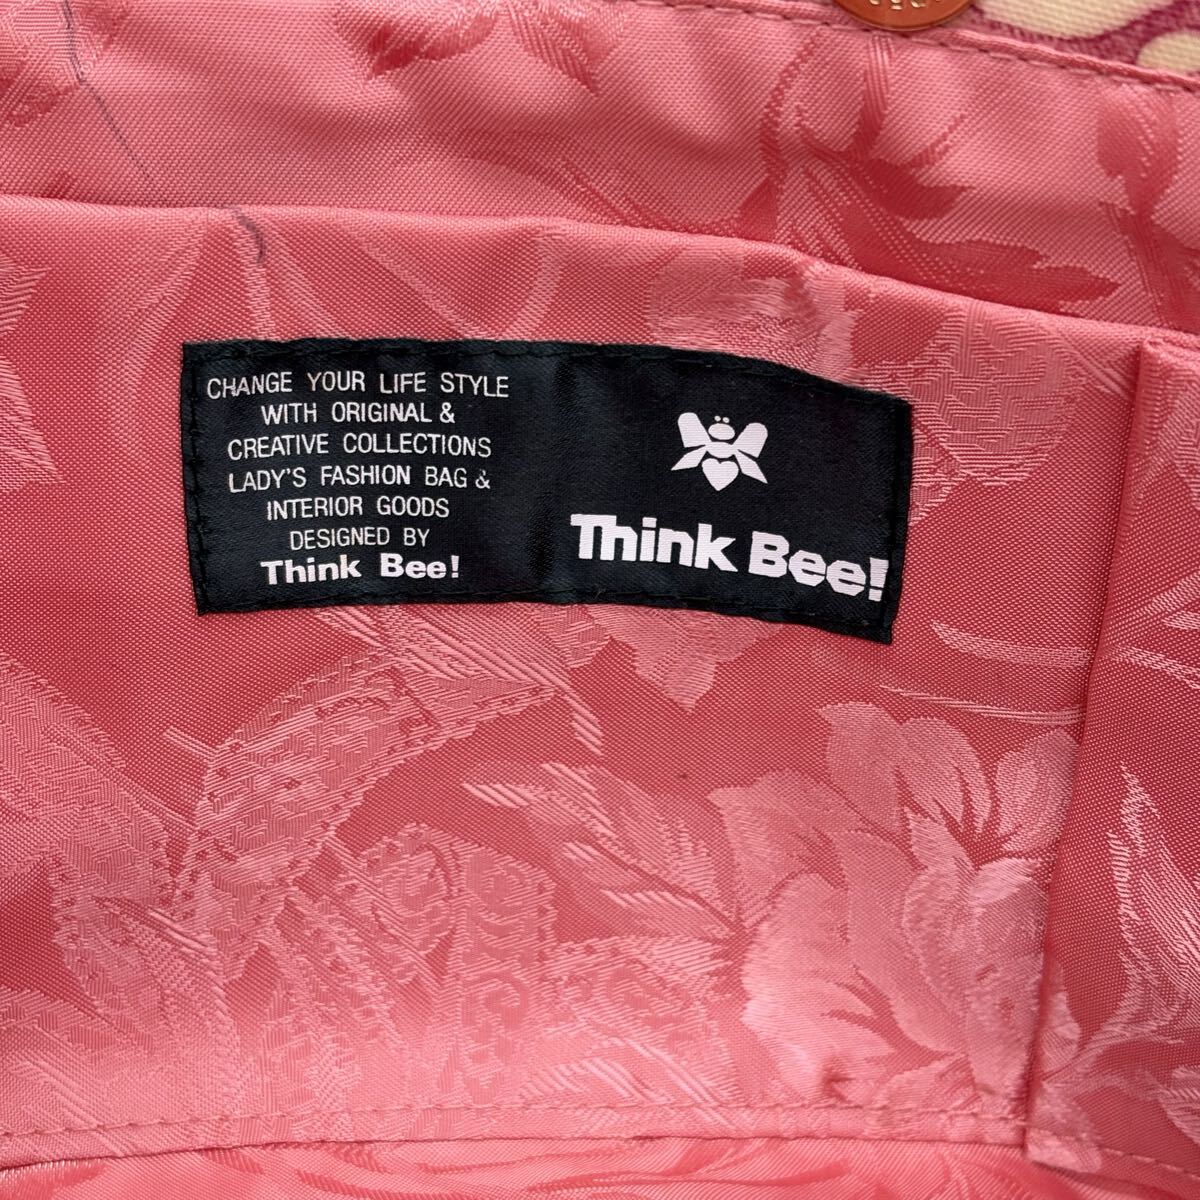 CHANGE YOUR LIFE STYLE
WITH ORIGINAL &
CREATIVE COLLECTIONS
LADY'S FASHION BAG &
INTERIOR GOODS
DESIGNED BY
Think Bee!
Think Bee!